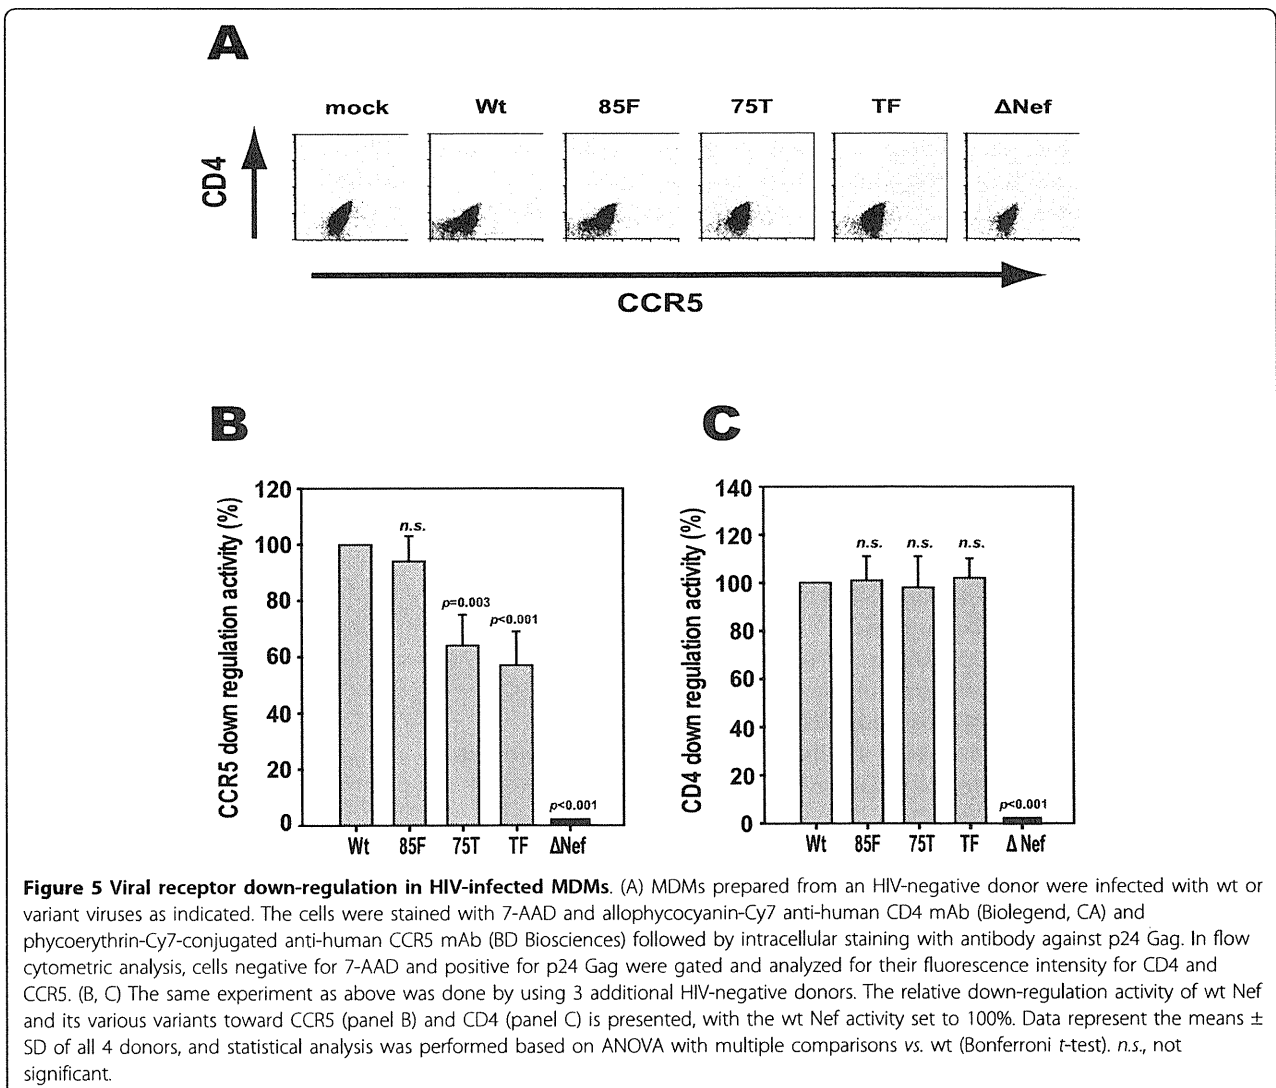 A
mock Wt 85F 75T TF ΔNef
CD4
CCR5
B
CCR5 down regulation activity (%)
120
100
80
60
40
20
0
n.s.
p=0.003
p<0.001
p<0.001
Wt 85F 75T TF ΔNef
C
CD4 down regulation activity (%)
140
120
100
80
60
40
20
0
n.s. n.s. n.s.
p<0.001
Wt 85F 75T TF Δ Nef
Figure 5 Viral receptor down-regulation in HIV-infected MDMs. (A) MDMs prepared from an HIV-negative donor were infected with wt or
variant viruses as indicated. The cells were stained with 7-AAD and allophycocyanin-Cy7 anti-human CD4 mAb (Biolegend, CA) and
phycoerythrin-Cy7-conjugated anti-human CCR5 mAb (BD Biosciences) followed by intracellular staining with antibody against p24 Gag. In flow
cytometric analysis, cells negative for 7-AAD and positive for p24 Gag were gated and analyzed for their fluorescence intensity for CD4 and
CCR5. (B, C) The same experiment as above was done by using 3 additional HIV-negative donors. The relative down-regulation activity of wt Nef
and its various variants toward CCR5 (panel B) and CD4 (panel C) is presented, with the wt Nef activity set to 100%. Data represent the means ±
SD of all 4 donors, and statistical analysis was performed based on ANOVA with multiple comparisons vs. wt (Bonferroni t-test). n.s., not
significant.